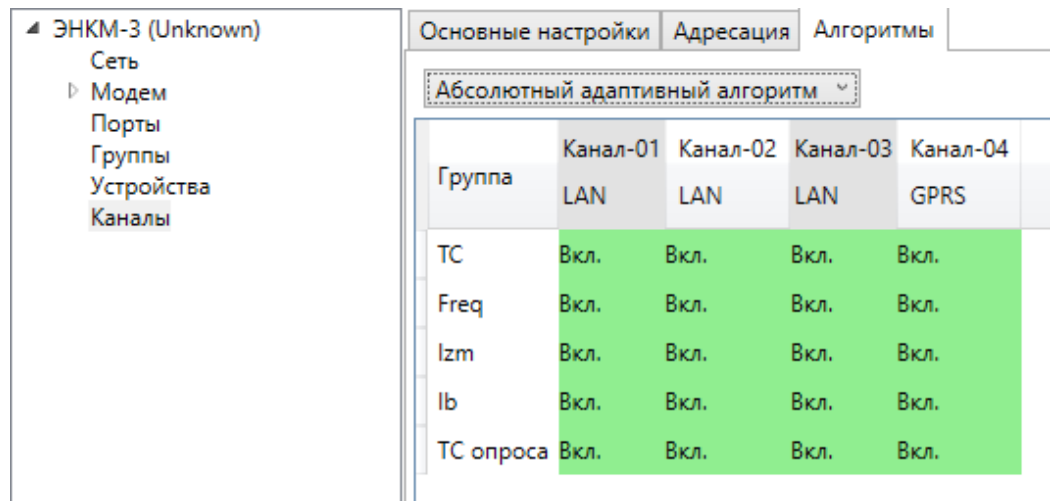 ЭНКМ-3 (Unknown)
Сеть
Модем
Порты
Группы
Устройства
Каналы
Основные настройки Адресация Алгоритмы
Абсолютный адаптивный алгоритм
Группа
Канал-01 Канал-02 Канал-03 Канал-04
LAN LAN LAN GPRS
ТС Вкл. Вкл. Вкл. Вкл.
Freq Вкл. Вкл. Вкл. Вкл.
Izm Вкл. Вкл. Вкл. Вкл.
Ib Вкл. Вкл. Вкл. Вкл.
ТС опроса Вкл. Вкл. Вкл. Вкл.